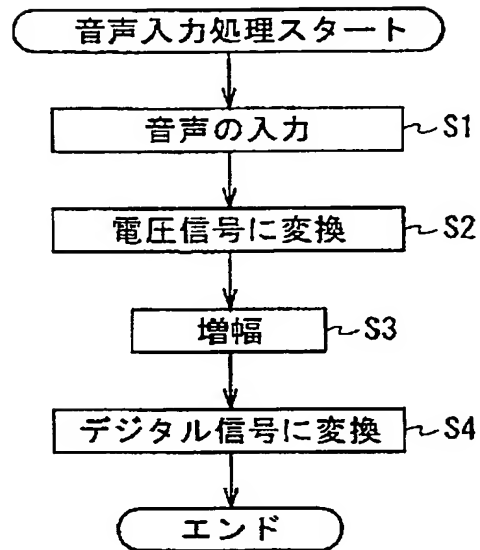 音声入力処理スタート
音声の入力 S1
電圧信号に変換 S2
増幅 S3
デジタル信号に変換 S4
エンド